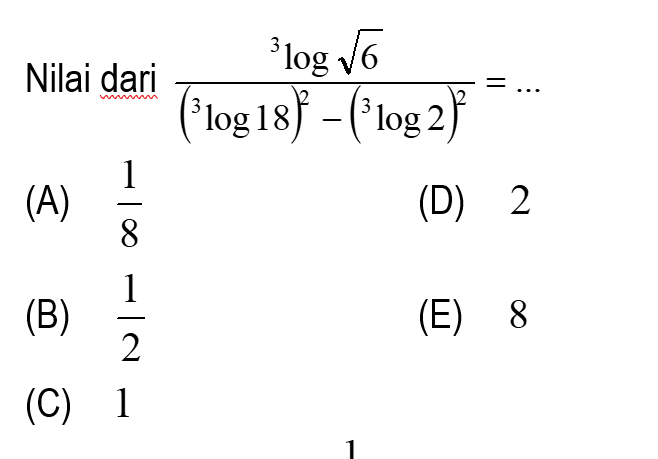 Nilai dari ³log √6 / (³log 18)² – (³log 2)² = ...
(A) 1/8 (D) 2
(B) 1/2 (E) 8
(C) 1
1